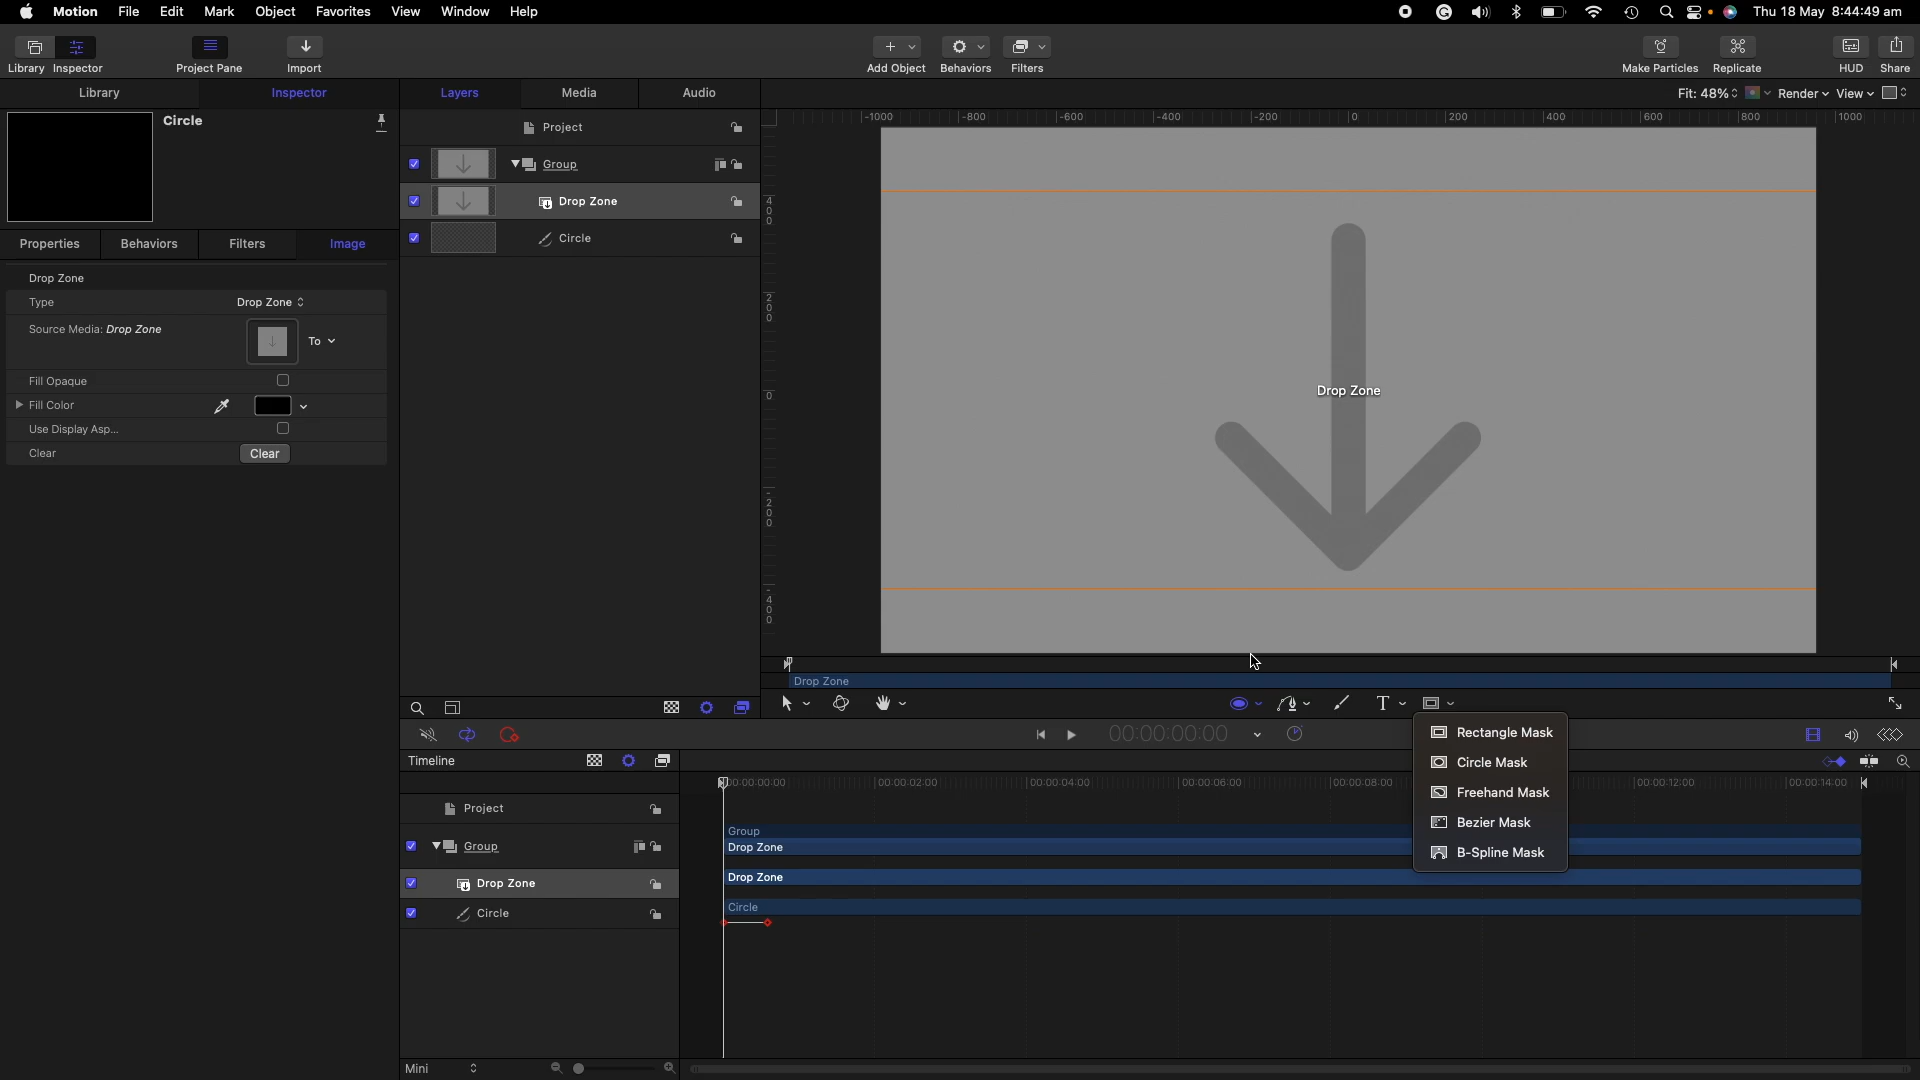 Motion File Edit Mark Object Favorites View Window Help Thu 18 May 8:44:49 am
Library Inspector Project Pane Import Add Object Behaviors Filters Make Particles Replicate HUD Share
Library Inspector Layers Media Audio Fit: 48% Render View
Circle
Properties Behaviors Filters Image
Drop Zone
Type Drop Zone
Source Media: Drop Zone To
Fill Opaque
Fill Color
Use Display Asp...
Clear Clear
Project
Group
Drop Zone
Circle
-1000 -800 -600 -400 -200 0 200 400 600 800 1000
400
200
0
-200
-400
Drop Zone
Drop Zone
T
00:00:00:00
Rectangle Mask
Circle Mask
Freehand Mask
Bezier Mask
B-Spline Mask
Timeline
00:00:00:00 00:00:02:00 00:00:04:00 00:00:06:00 00:00:08:00 00:00:12:00 00:00:14:00
Project
Group
Drop Zone
Circle
Group
Drop Zone
Drop Zone
Circle
Mini